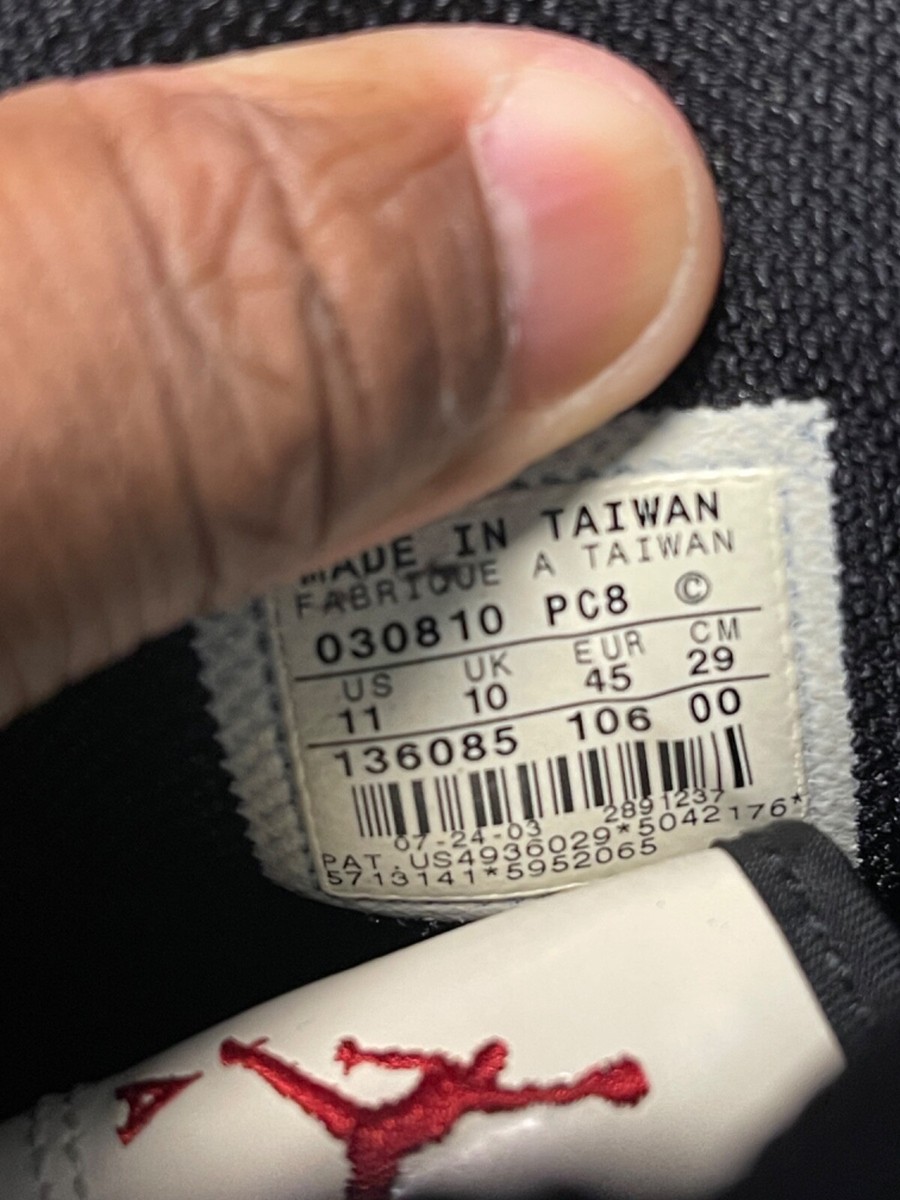 MADE IN TAIWAN
FABRIQUE A TAIWAN
030810 PC8 ©
US UK EUR CM
11 10 45 29
136085 106 00
07-24-03 2891237
PAT.US4936029*5042176*
5713141*5952065
A